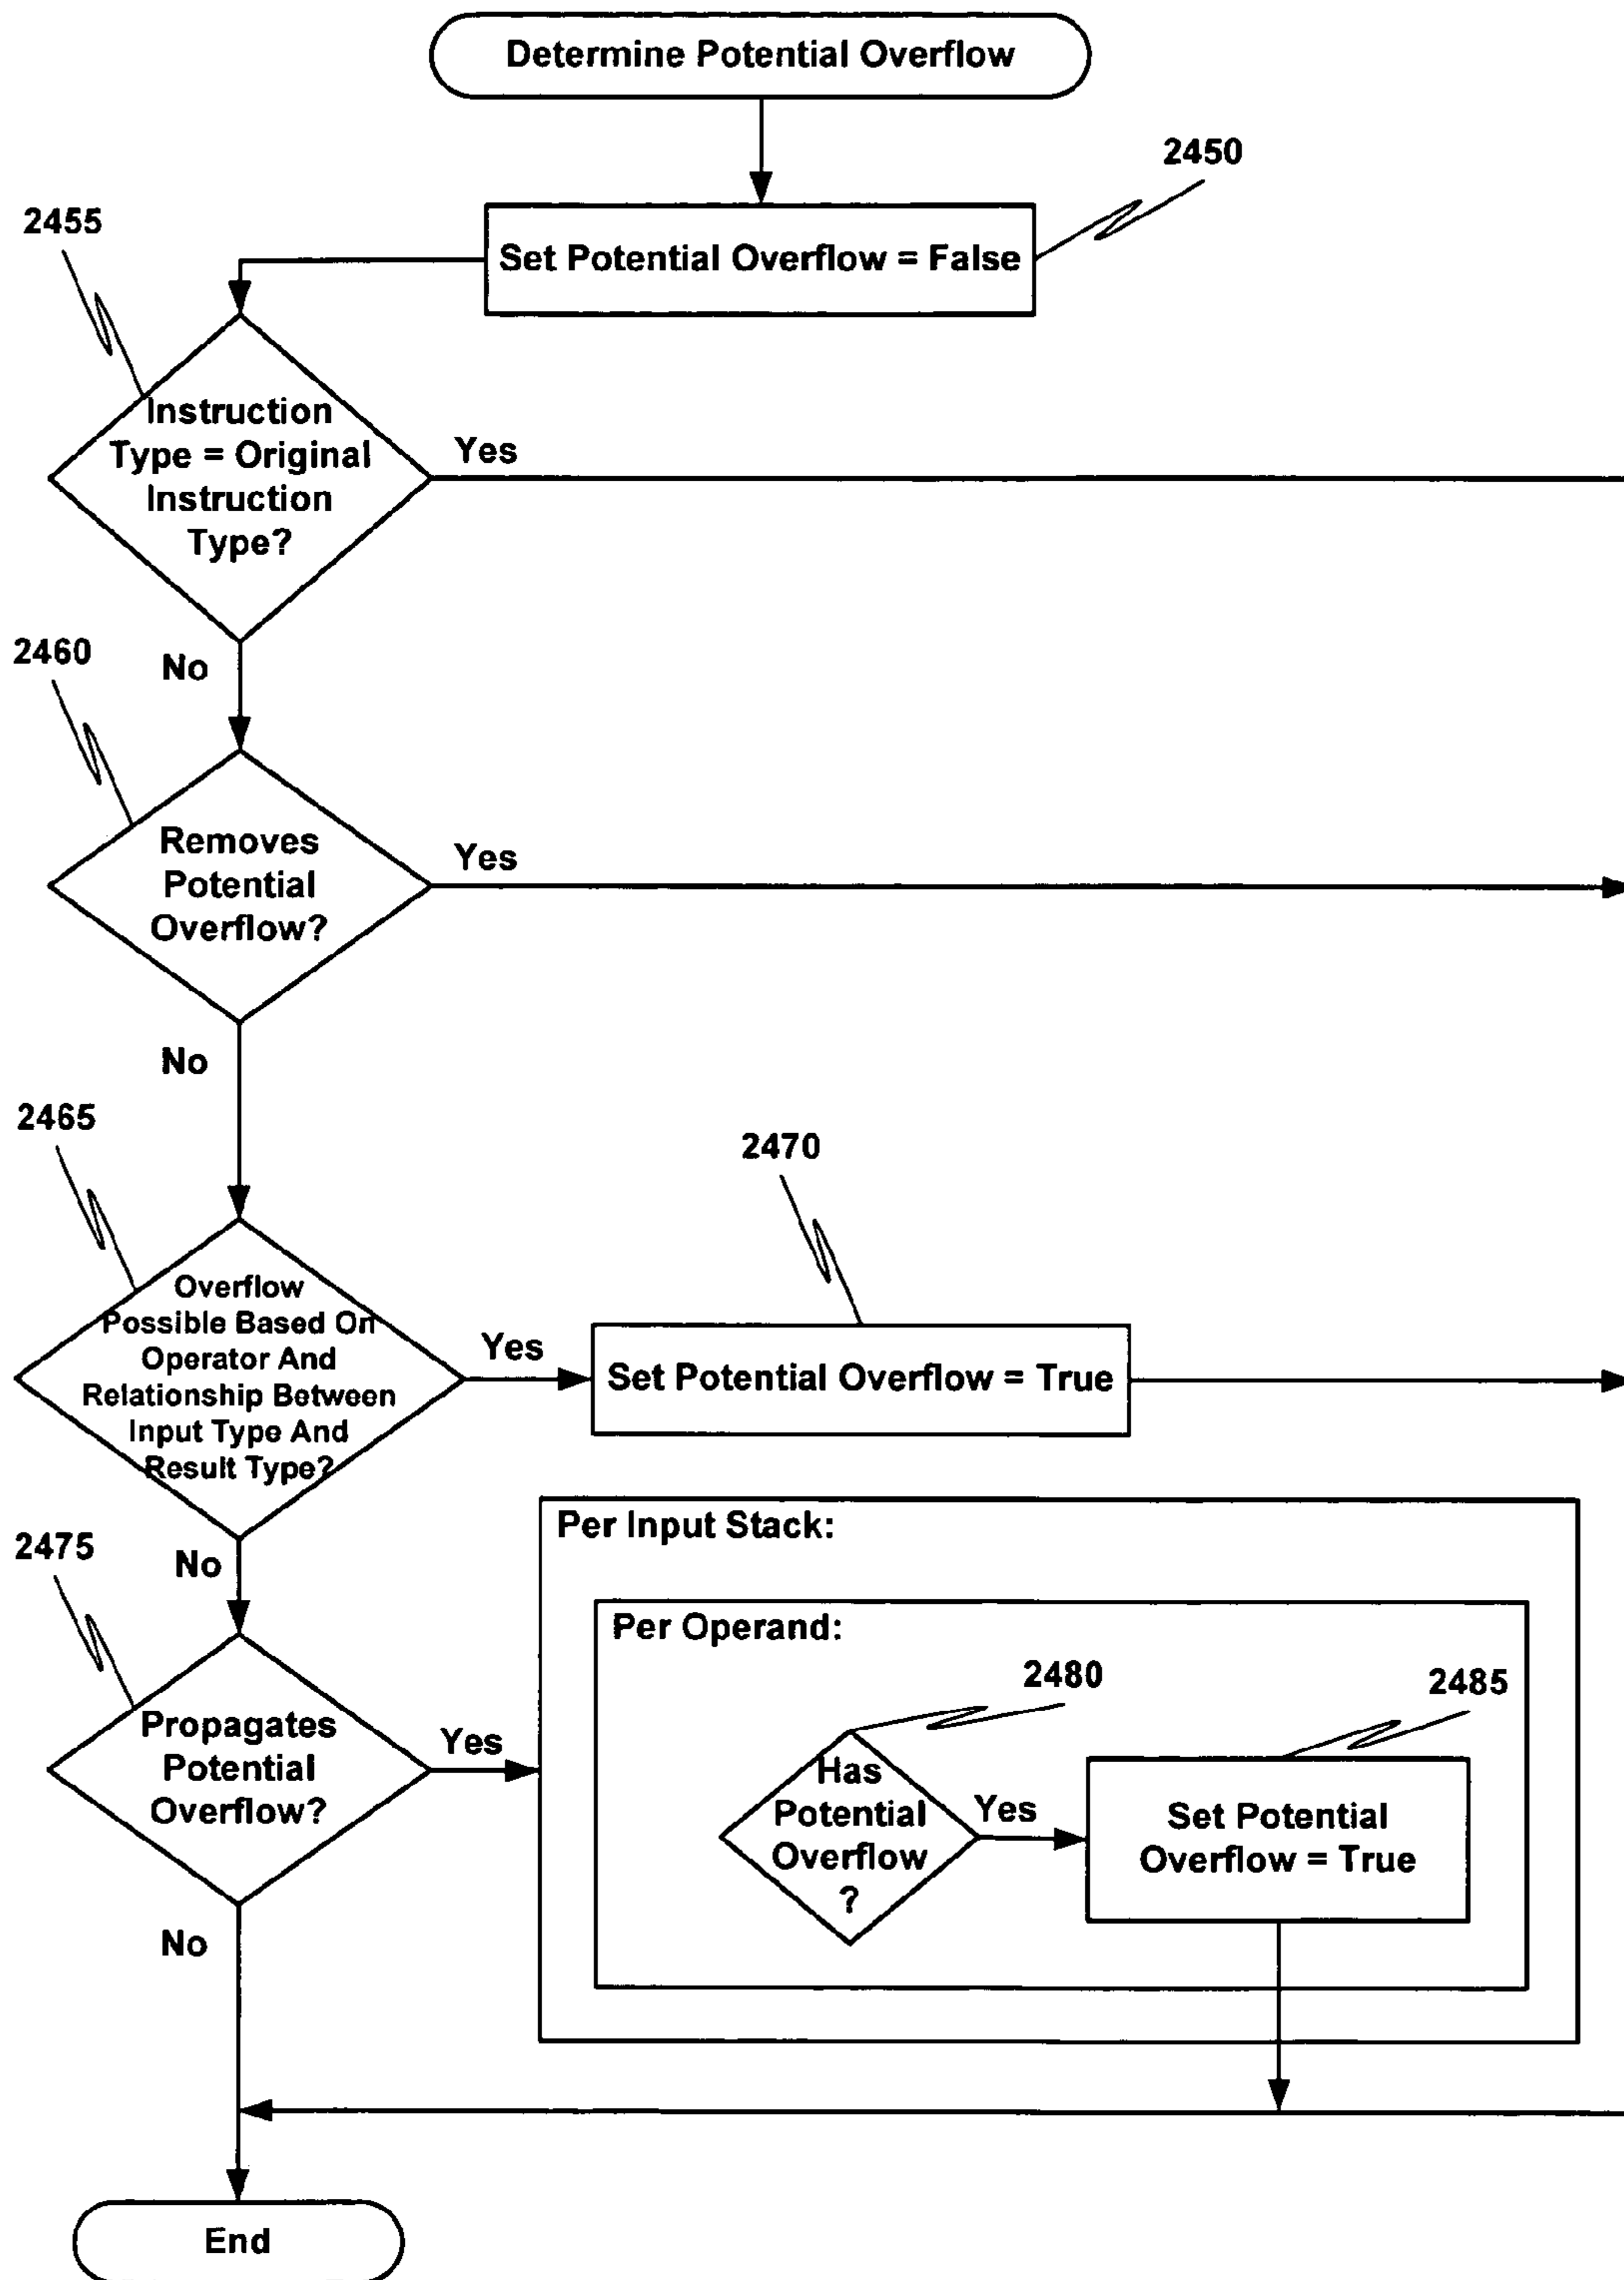 Determine Potential Overflow
2450
Set Potential Overflow = False
2455
Instruction
Type = Original
Instruction
Type?
Yes
No
2460
Removes
Potential
Overflow?
Yes
No
2465
Overflow
Possible Based On
Operator And
Relationship Between
Input Type And
Result Type?
Yes
2470
Set Potential Overflow = True
No
2475
Propagates
Potential
Overflow?
Yes
Per Input Stack:
Per Operand:
2480
Has
Potential
Overflow
?
Yes
2485
Set Potential
Overflow = True
No
End